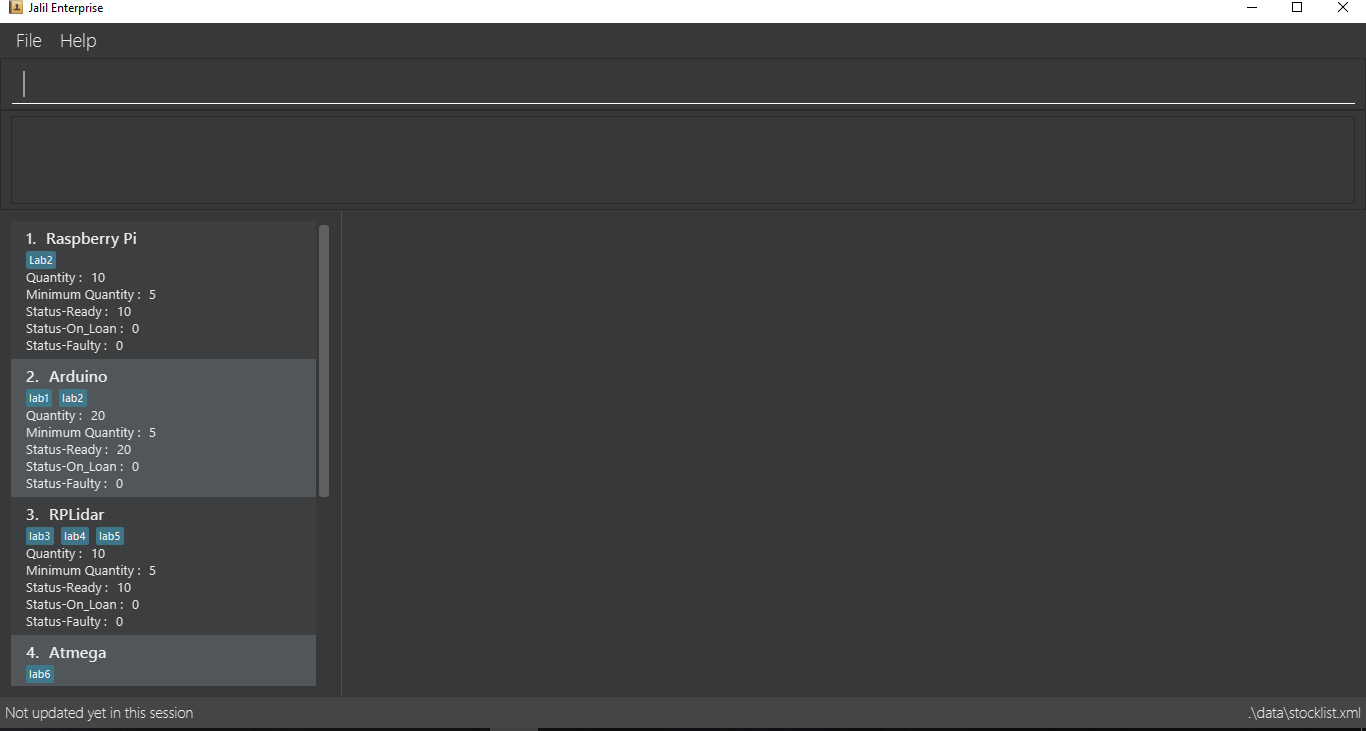 Jalil Enterprise
File Help
1. Raspberry Pi
Lab2
Quantity : 10
Minimum Quantity : 5
Status-Ready : 10
Status-On_Loan : 0
Status-Faulty : 0
2. Arduino
lab1 lab2
Quantity : 20
Minimum Quantity : 5
Status-Ready : 20
Status-On_Loan : 0
Status-Faulty : 0
3. RPLidar
lab3 lab4 lab5
Quantity : 10
Minimum Quantity : 5
Status-Ready : 10
Status-On_Loan : 0
Status-Faulty : 0
4. Atmega
lab6
Not updated yet in this session .\data\stocklist.xml